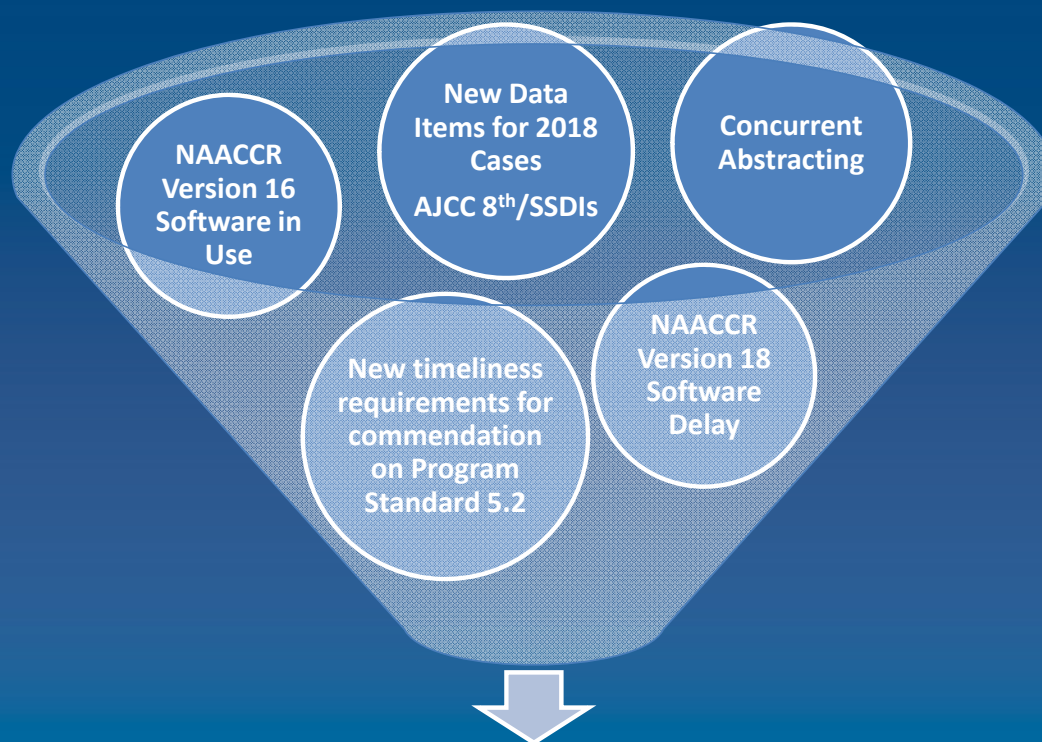 NAACCR
Version 16
Software in
Use
New Data
Items for 2018
Cases
AJCC 8th/SSDIs
Concurrent
Abstracting
New timeliness
requirements for
commendation
on Program
Standard 5.2
NAACCR
Version 18
Software
Delay